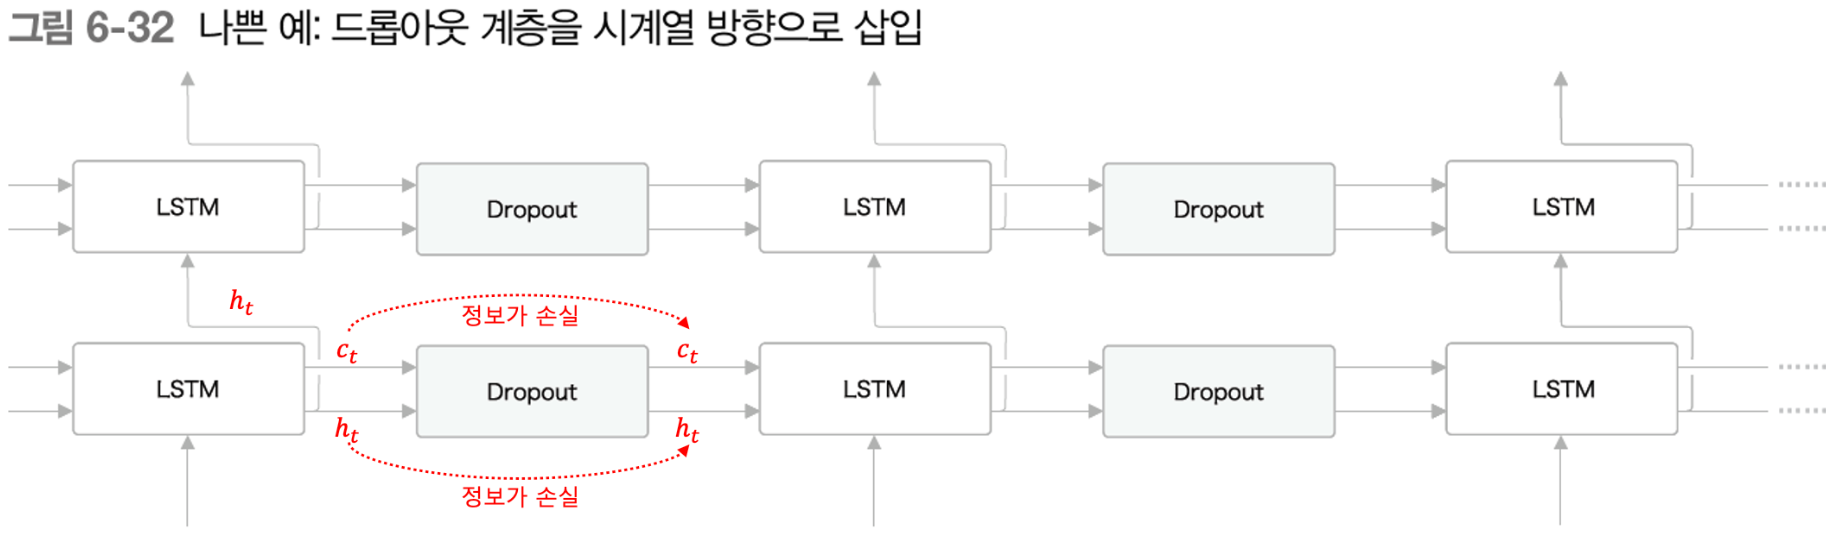 그림 6-32 나쁜 예: 드롭아웃 계층을 시계열 방향으로 삽입
LSTM Dropout LSTM Dropout LSTM
h_t
정보가 손실
c_t c_t
LSTM Dropout LSTM Dropout LSTM
h_t h_t
정보가 손실